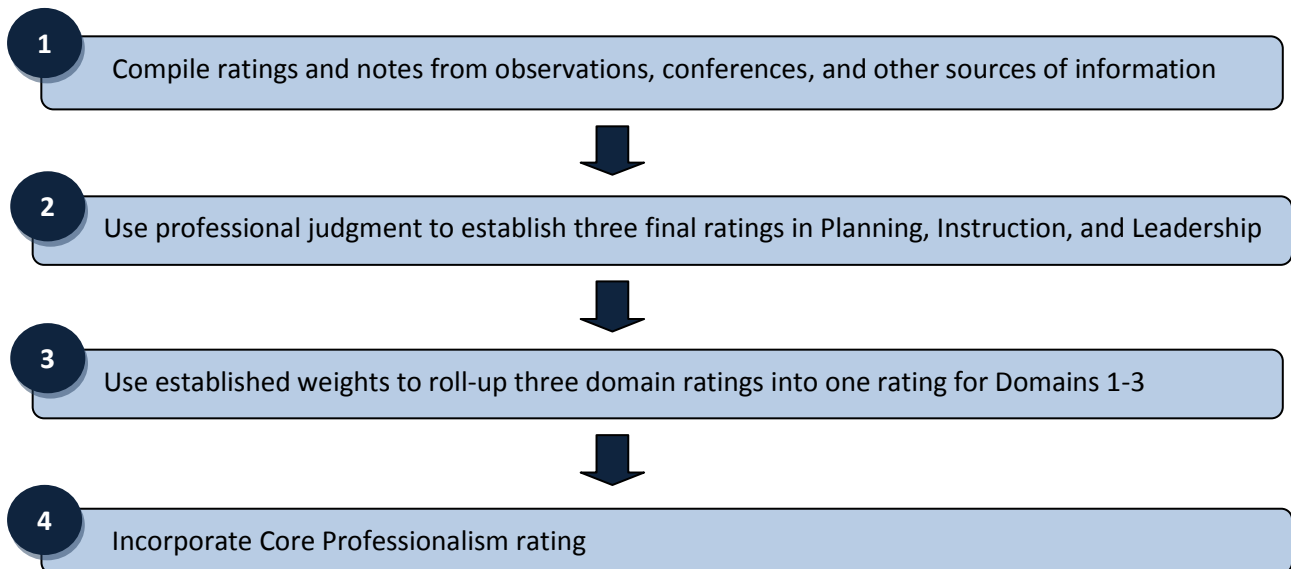 1
Compile ratings and notes from observations, conferences, and other sources of information
2
Use professional judgment to establish three final ratings in Planning, Instruction, and Leadership
3
Use established weights to roll-up three domain ratings into one rating for Domains 1-3
4
Incorporate Core Professionalism rating